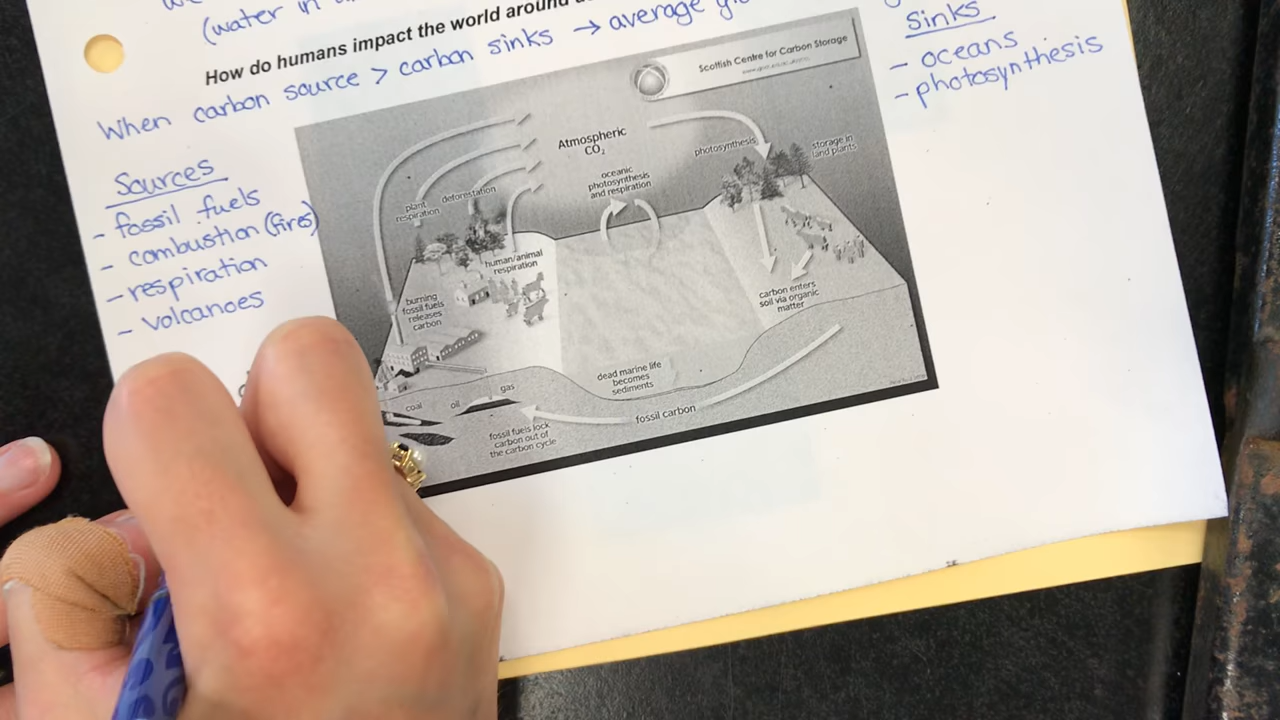 (water in
How do humans impact the world around
When carbon source > carbon sinks → average
Sources
- fossil fuels
- combustion (fires)
- respiration
- volcanoes
Sinks
- oceans
- photosynthesis
Scottish Centre for Carbon Storage
Atmospheric
CO₂
photosynthesis
storage in
land plants
oceanic
photosynthesis
and respiration
plant
respiration
deforestation
human/animal
respiration
burning
fossil fuels
releases
carbon
carbon enters
soil via organic
matter
dead marine life
becomes
sediments
gas
oil
coal
fossil carbon
fossil fuels lock
carbon out of
the carbon cycle